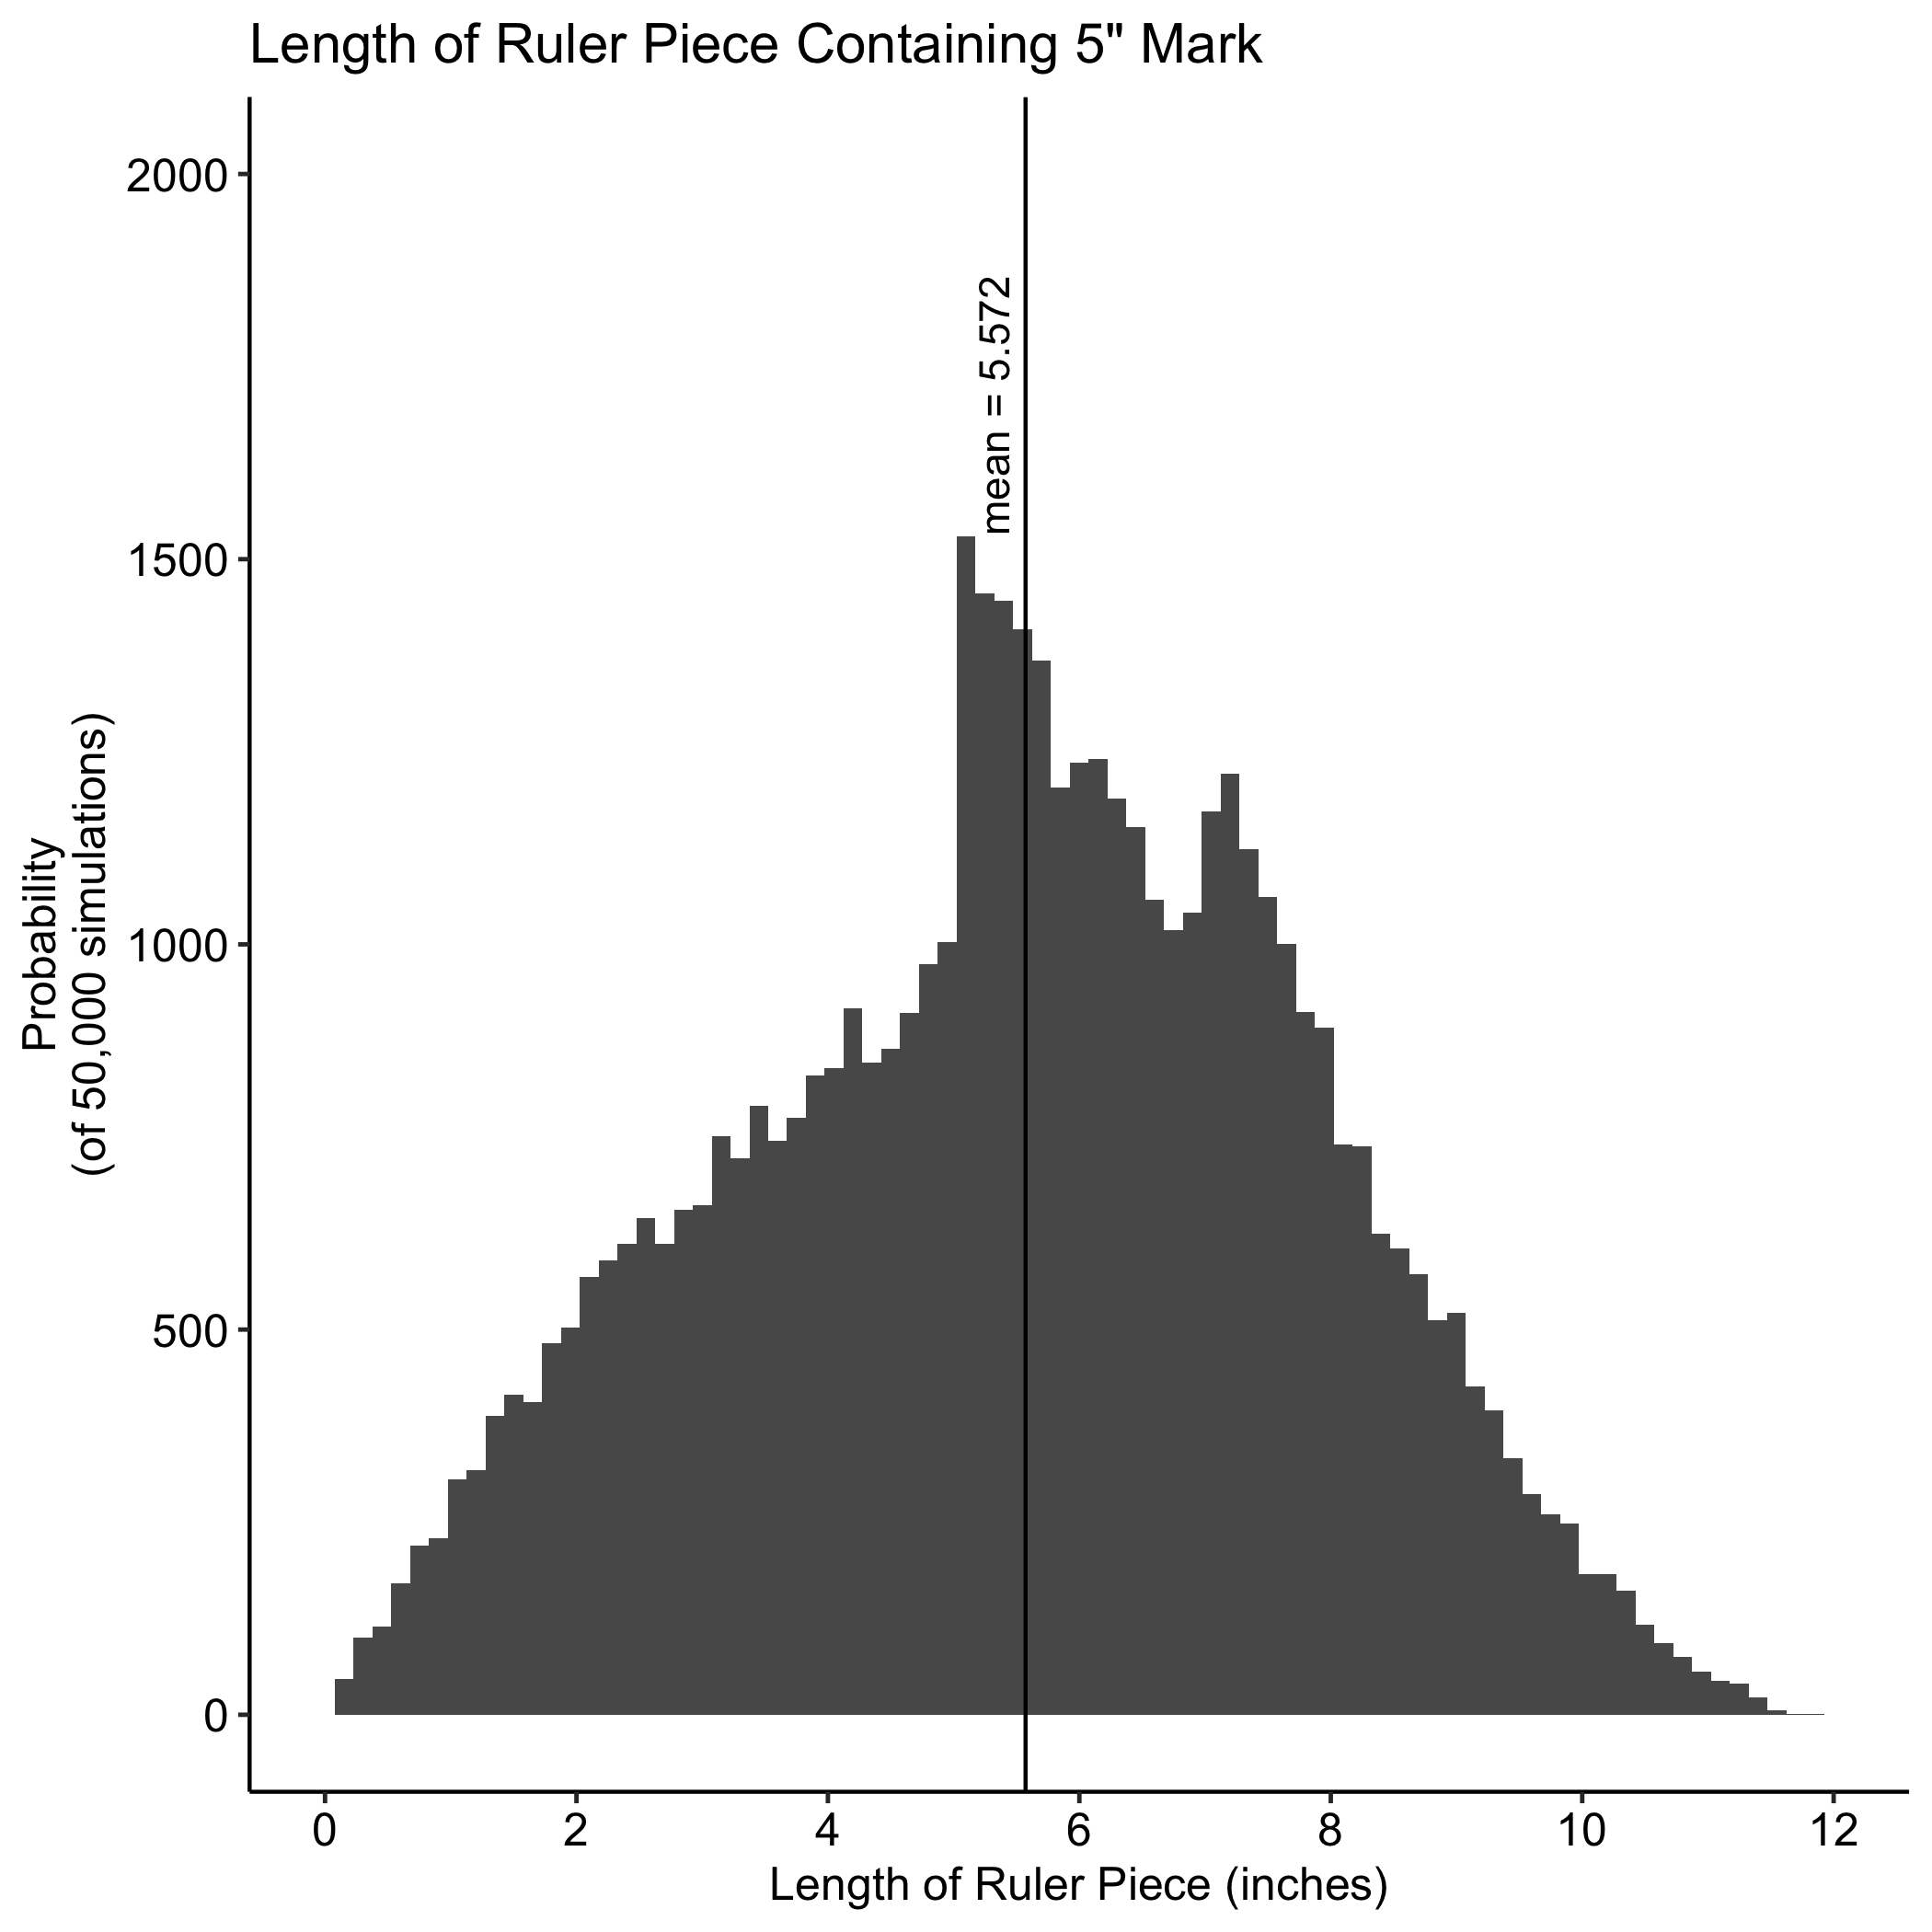 Length of Ruler Piece Containing 5" Mark
2000
1500
1000
500
0
Probability
(of 50,000 simulations)
mean = 5.572
0 2 4 6 8 10 12
Length of Ruler Piece (inches)